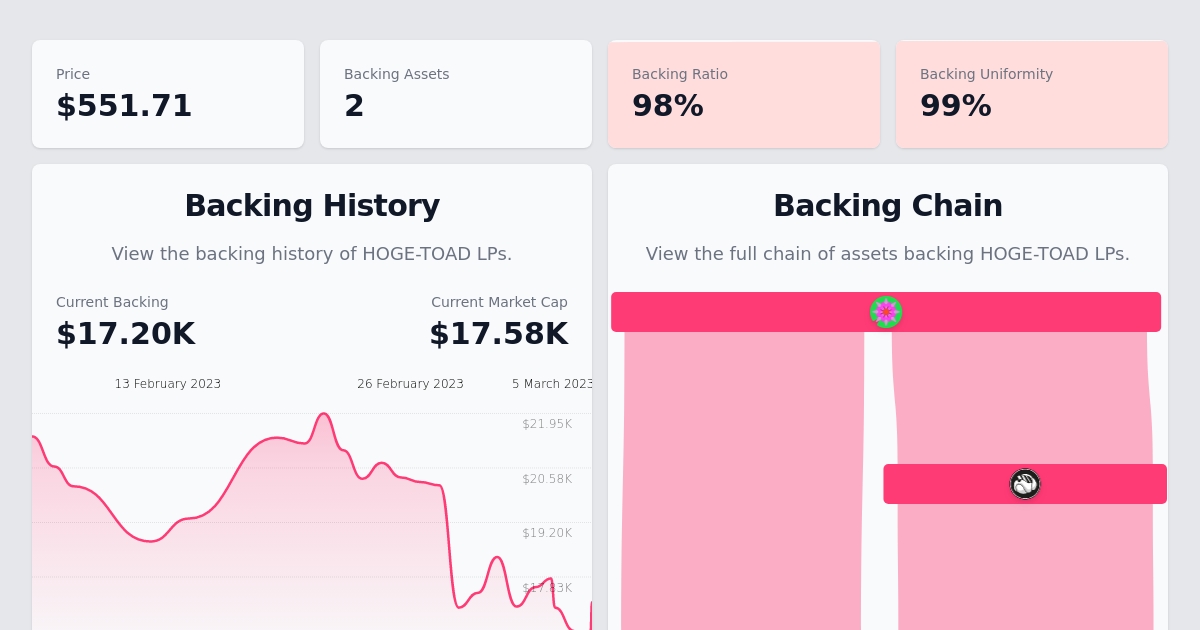 Price
$551.71
Backing Assets
2
Backing Ratio
98%
Backing Uniformity
99%
Backing History
View the backing history of HOGE-TOAD LPs.
Current Backing
$17.20K
Current Market Cap
$17.58K
13 February 2023
26 February 2023
5 March 2023
$21.95K
$20.58K
$19.20K
$17.83K
Backing Chain
View the full chain of assets backing HOGE-TOAD LPs.